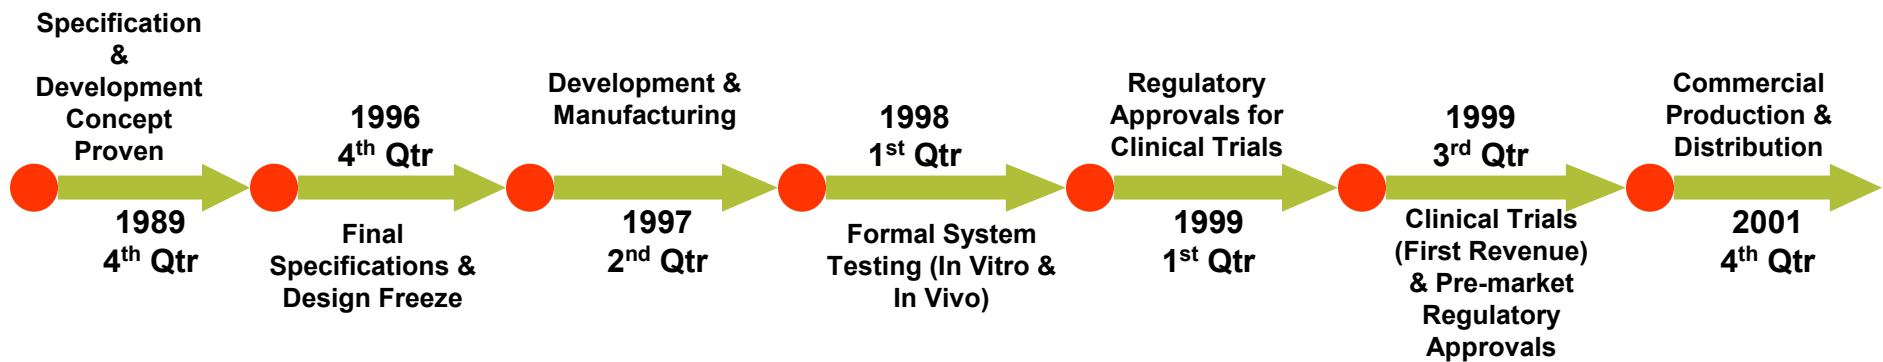 Specification
&
Development
Concept
Proven
1989
4th Qtr
1996
4th Qtr
Final
Specifications &
Design Freeze
Development &
Manufacturing
1997
2nd Qtr
1998
1st Qtr
Formal System
Testing (In Vitro &
In Vivo)
Regulatory
Approvals for
Clinical Trials
1999
1st Qtr
1999
3rd Qtr
Clinical Trials
(First Revenue)
& Pre-market
Regulatory
Approvals
Commercial
Production &
Distribution
2001
4th Qtr